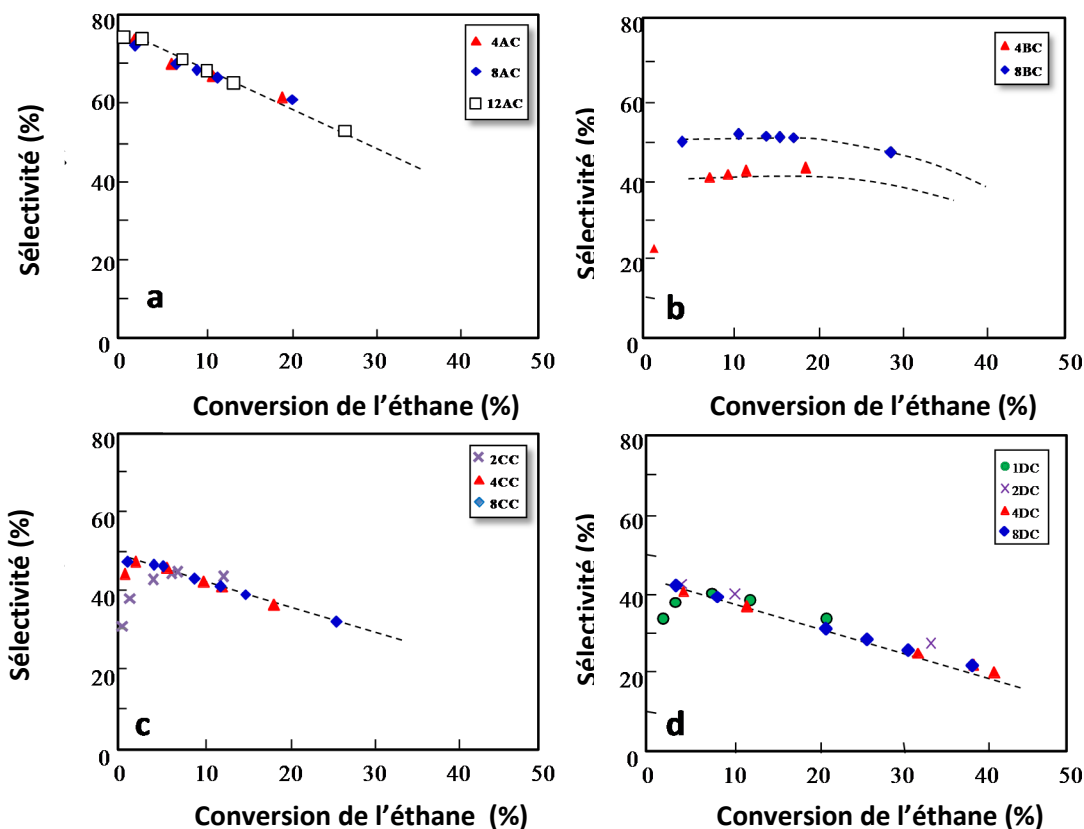 80
60
40
20
0
Sélectivité (%)
4AC
8AC
12AC
a
0 10 20 30 40 50
Conversion de l'éthane (%)
80
60
40
20
0
Sélectivité (%)
4BC
8BC
b
0 10 20 30 40 50
Conversion de l'éthane (%)
80
60
40
20
0
Sélectivité (%)
2CC
4CC
8CC
c
0 10 20 30 40 50
Conversion de l'éthane (%)
80
60
40
20
0
Sélectivité (%)
1DC
2DC
4DC
8DC
d
0 10 20 30 40 50
Conversion de l'éthane (%)